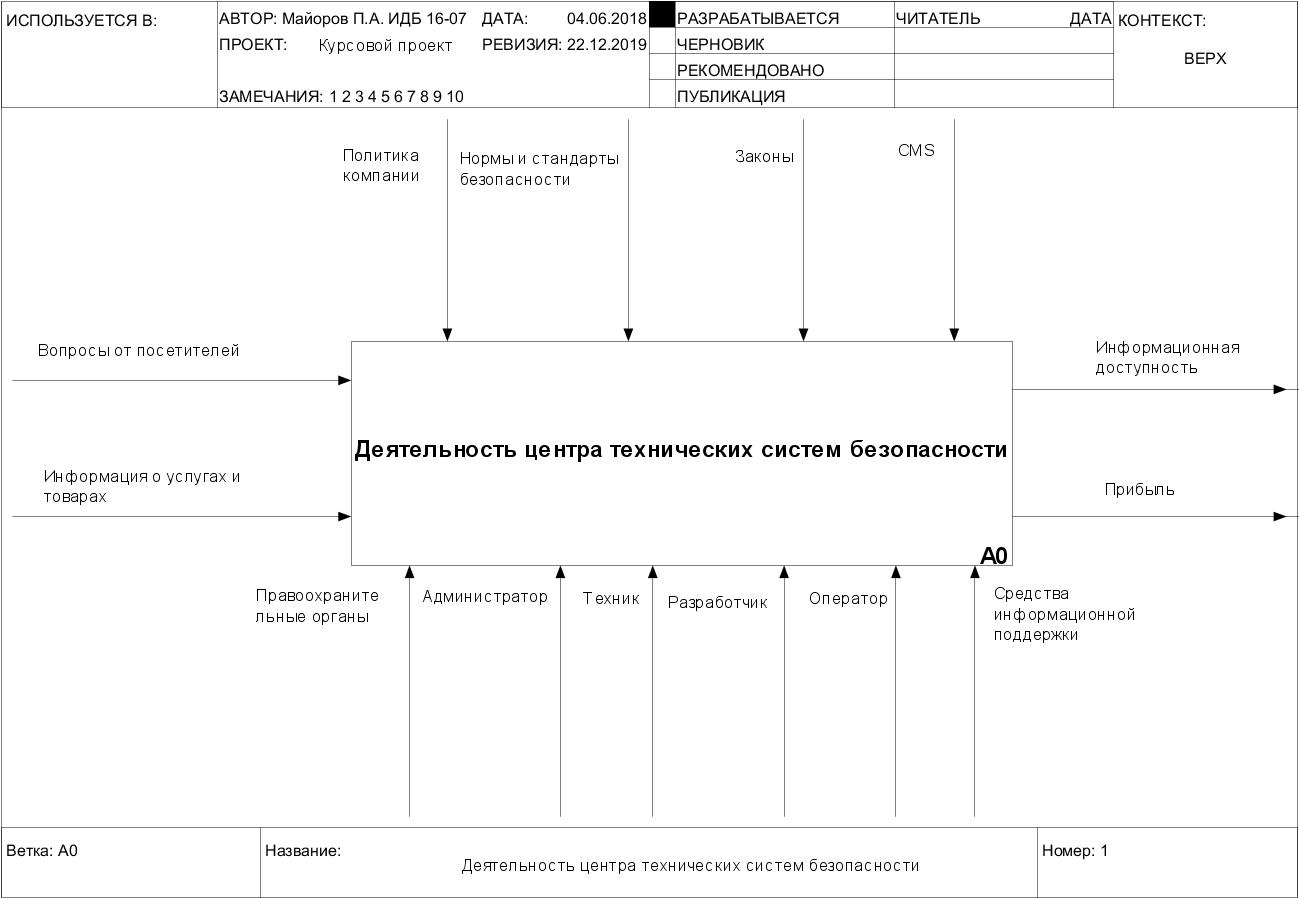 ИСПОЛЬЗУЕТСЯ В:
АВТОР: Майоров П.А. ИДБ 16-07 ДАТА: 04.06.2018
ПРОЕКТ: Курсовой проект РЕВИЗИЯ: 22.12.2019
ЗАМЕЧАНИЯ: 1 2 3 4 5 6 7 8 9 10
РАЗРАБАТЫВАЕТСЯ
ЧЕРНОВИК
РЕКОМЕНДОВАНО
ПУБЛИКАЦИЯ
ЧИТАТЕЛЬ ДАТА
КОНТЕКСТ:
ВЕРХ
Политика
компании
Нормы и стандарты
безопасности
Законы
CMS
Вопросы от посетителей
Информация о услугах и
товарах
Деятельность центра технических систем безопасности
A0
Информационная
доступность
Прибыль
Правоохраните
льные органы
Администратор
Техник
Разработчик
Оператор
Средства
информационной
поддержки
Ветка: A0
Название:
Деятельность центра технических систем безопасности
Номер: 1